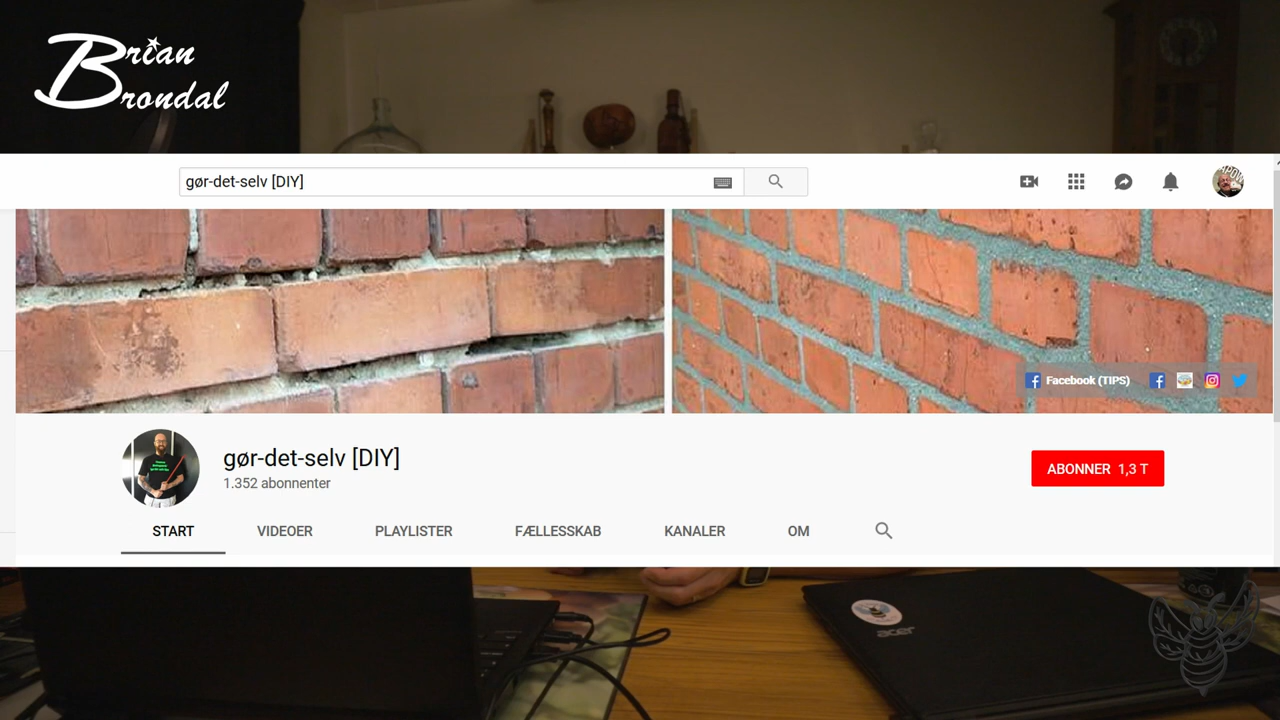 Brian
Brondal
gør-det-selv [DIY]
Facebook (TIPS)
gør-det-selv [DIY]
1.352 abonnenter
ABONNER 1,3 T
START VIDEOER PLAYLISTER FÆLLESSKAB KANALER OM
acer